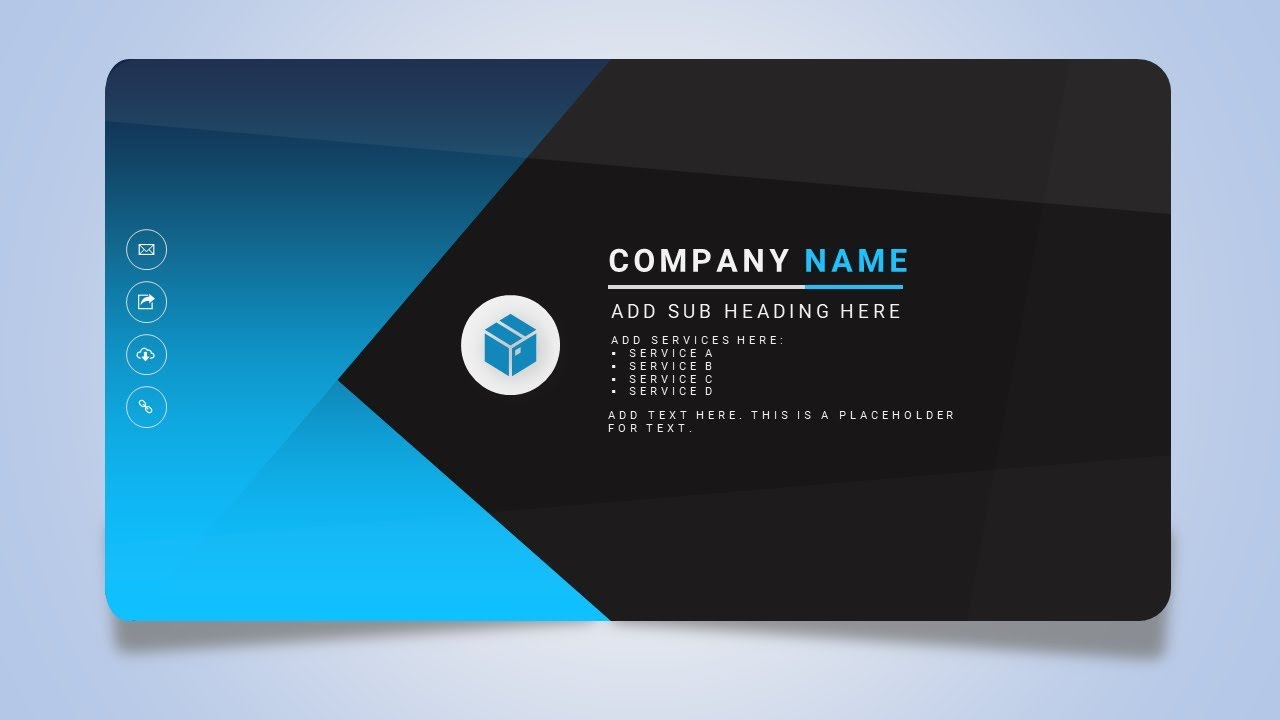 COMPANY NAME
ADD SUB HEADING HERE
ADD SERVICES HERE:
▪ SERVICE A
▪ SERVICE B
▪ SERVICE C
▪ SERVICE D
ADD TEXT HERE. THIS IS A PLACEHOLDER
FOR TEXT.